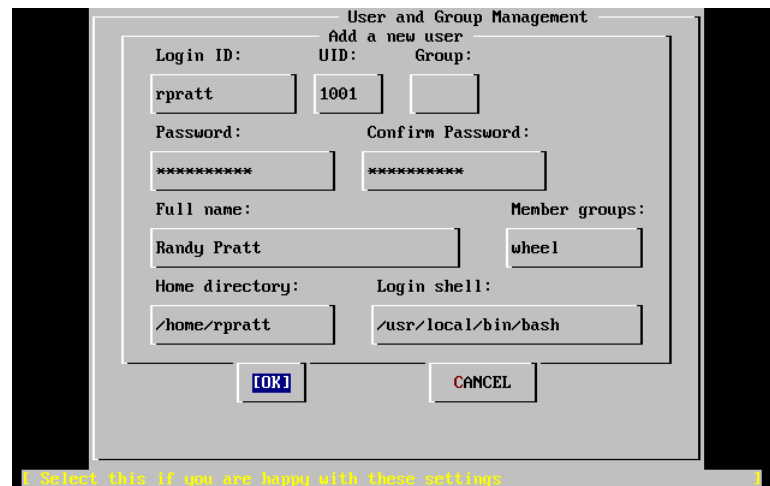 User and Group Management
Add a new user
Login ID: UID: Group:
rpratt 1001
Password: Confirm Password:
********** **********
Full name: Member groups:
Randy Pratt wheel
Home directory: Login shell:
/home/rpratt /usr/local/bin/bash
[OK] CANCEL
[ Select this if you are happy with these settings ]